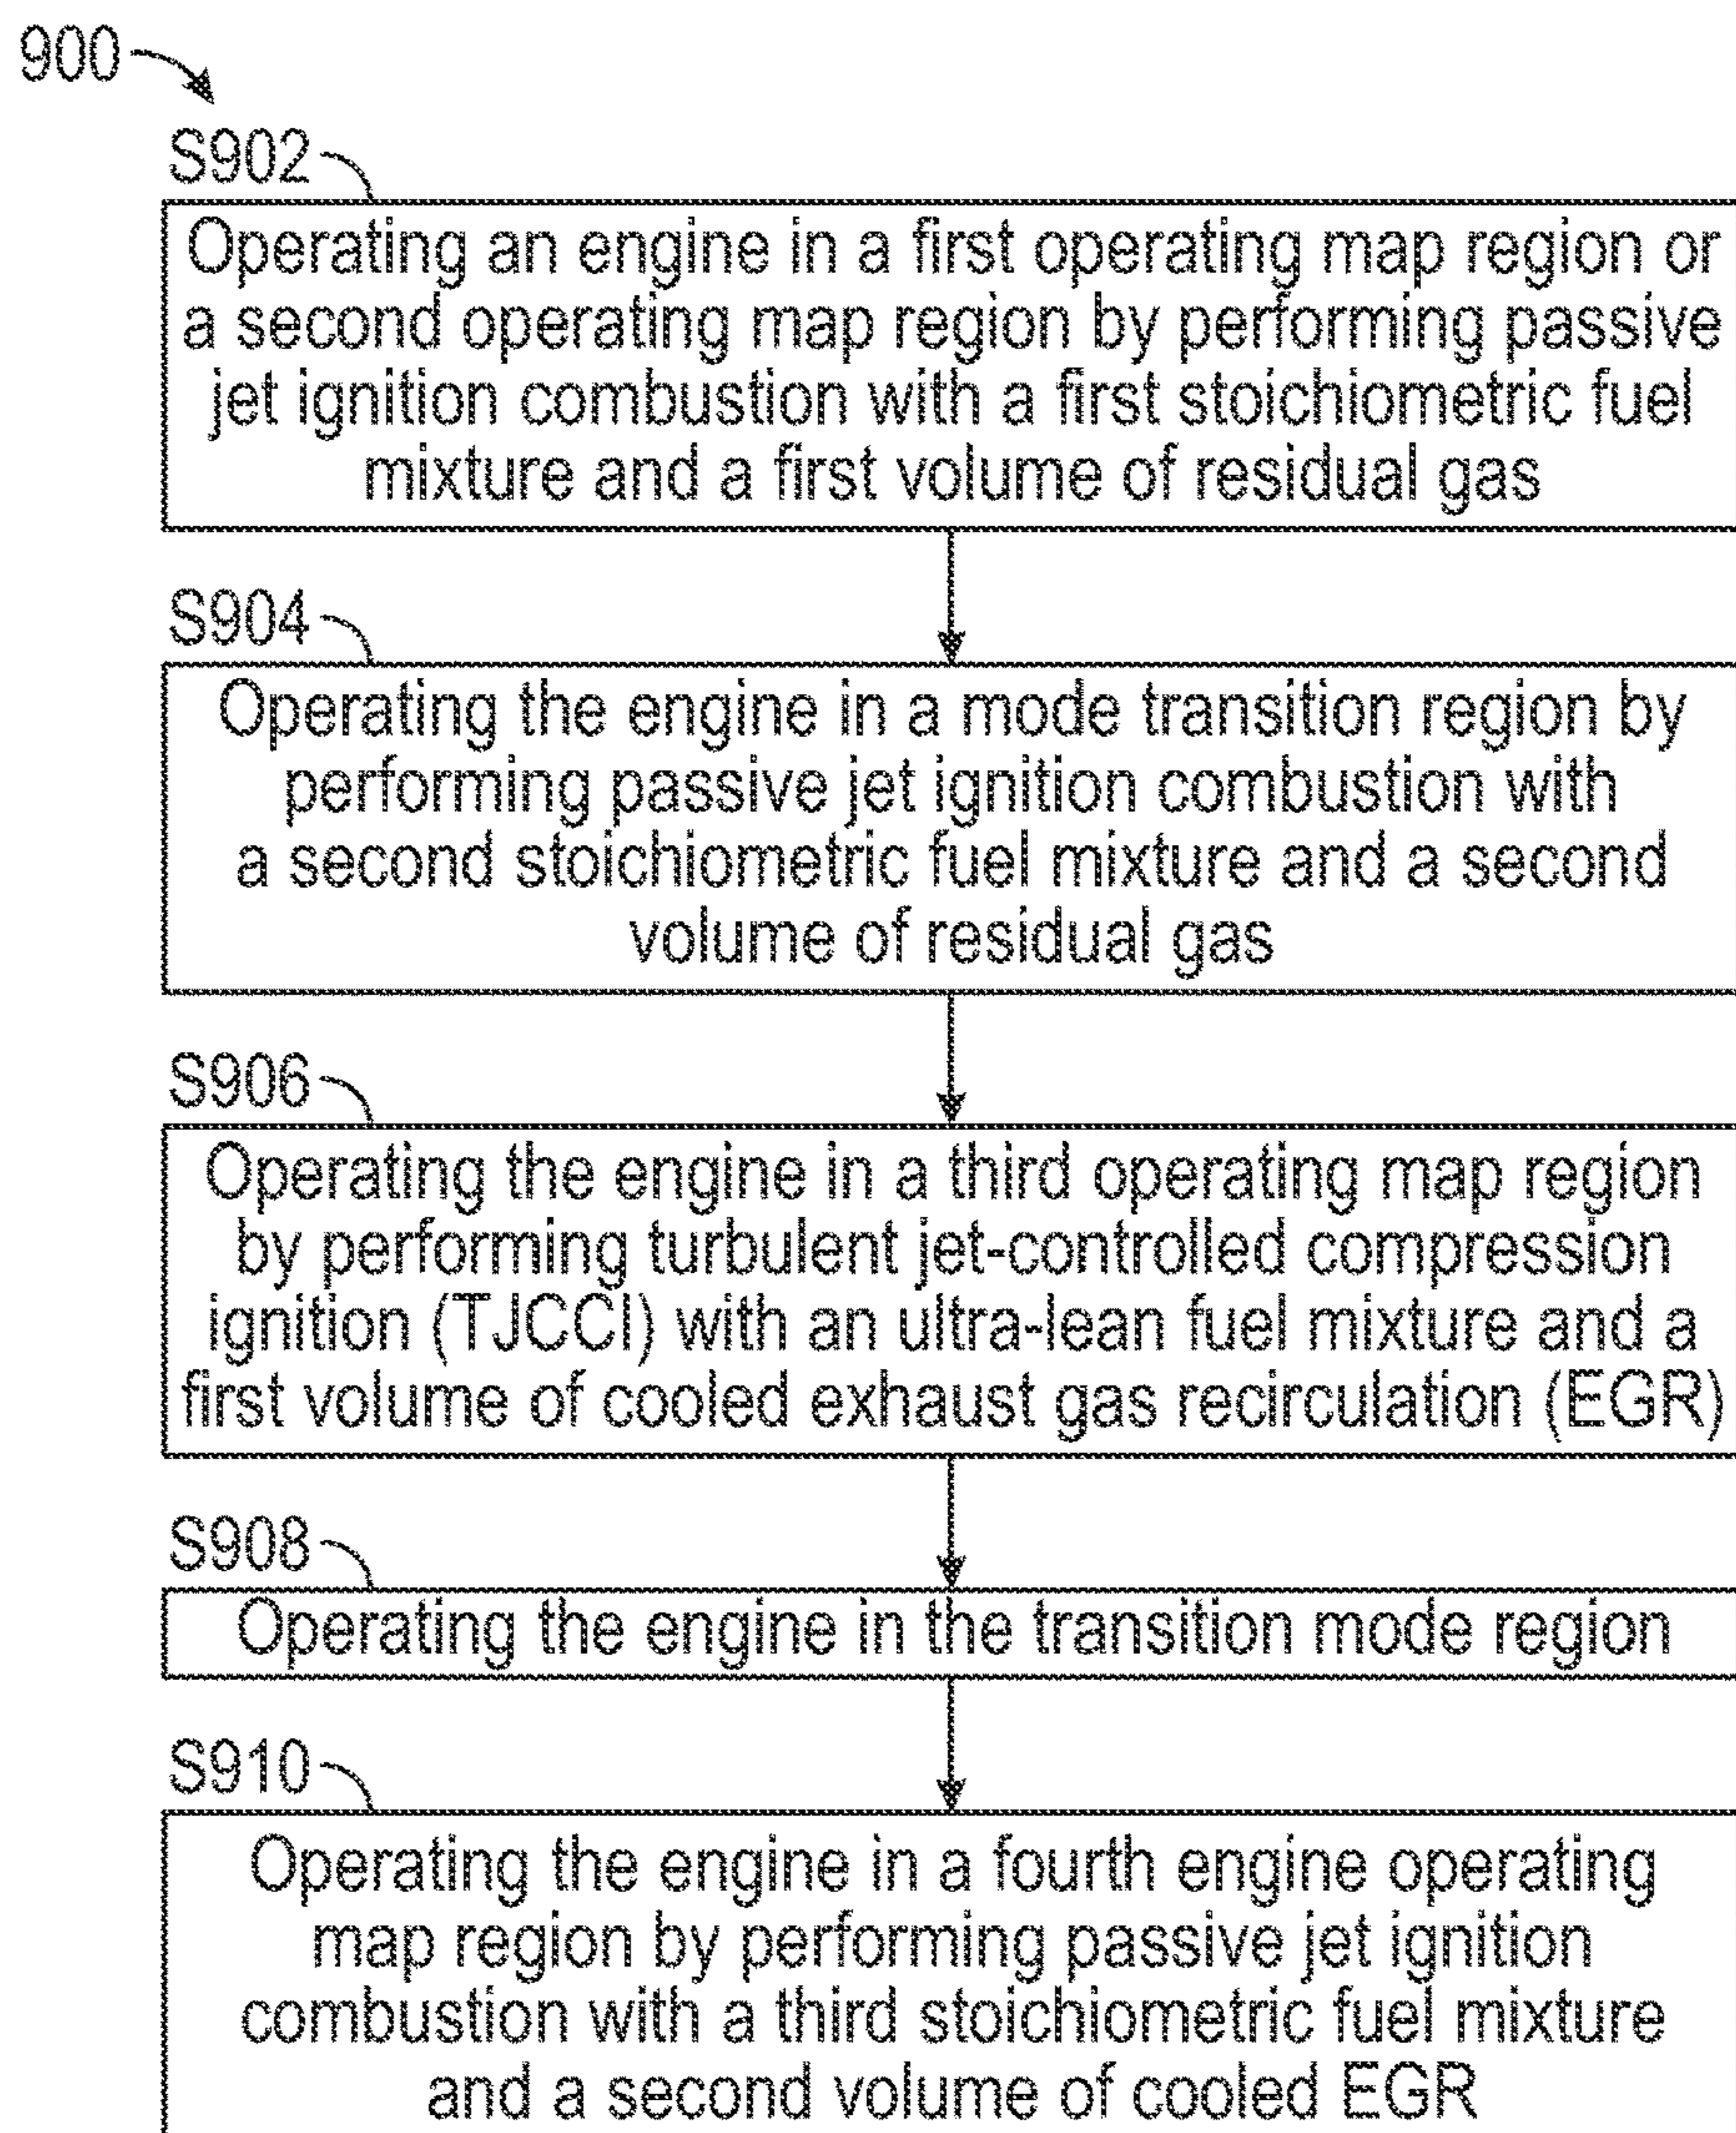 900
S902
Operating an engine in a first operating map region or
a second operating map region by performing passive
jet ignition combustion with a first stoichiometric fuel
mixture and a first volume of residual gas
S904
Operating the engine in a mode transition region by
performing passive jet ignition combustion with
a second stoichiometric fuel mixture and a second
volume of residual gas
S906
Operating the engine in a third operating map region
by performing turbulent jet-controlled compression
ignition (TJCCI) with an ultra-lean fuel mixture and a
first volume of cooled exhaust gas recirculation (EGR)
S908
Operating the engine in the transition mode region
S910
Operating the engine in a fourth engine operating
map region by performing passive jet ignition
combustion with a third stoichiometric fuel mixture
and a second volume of cooled EGR